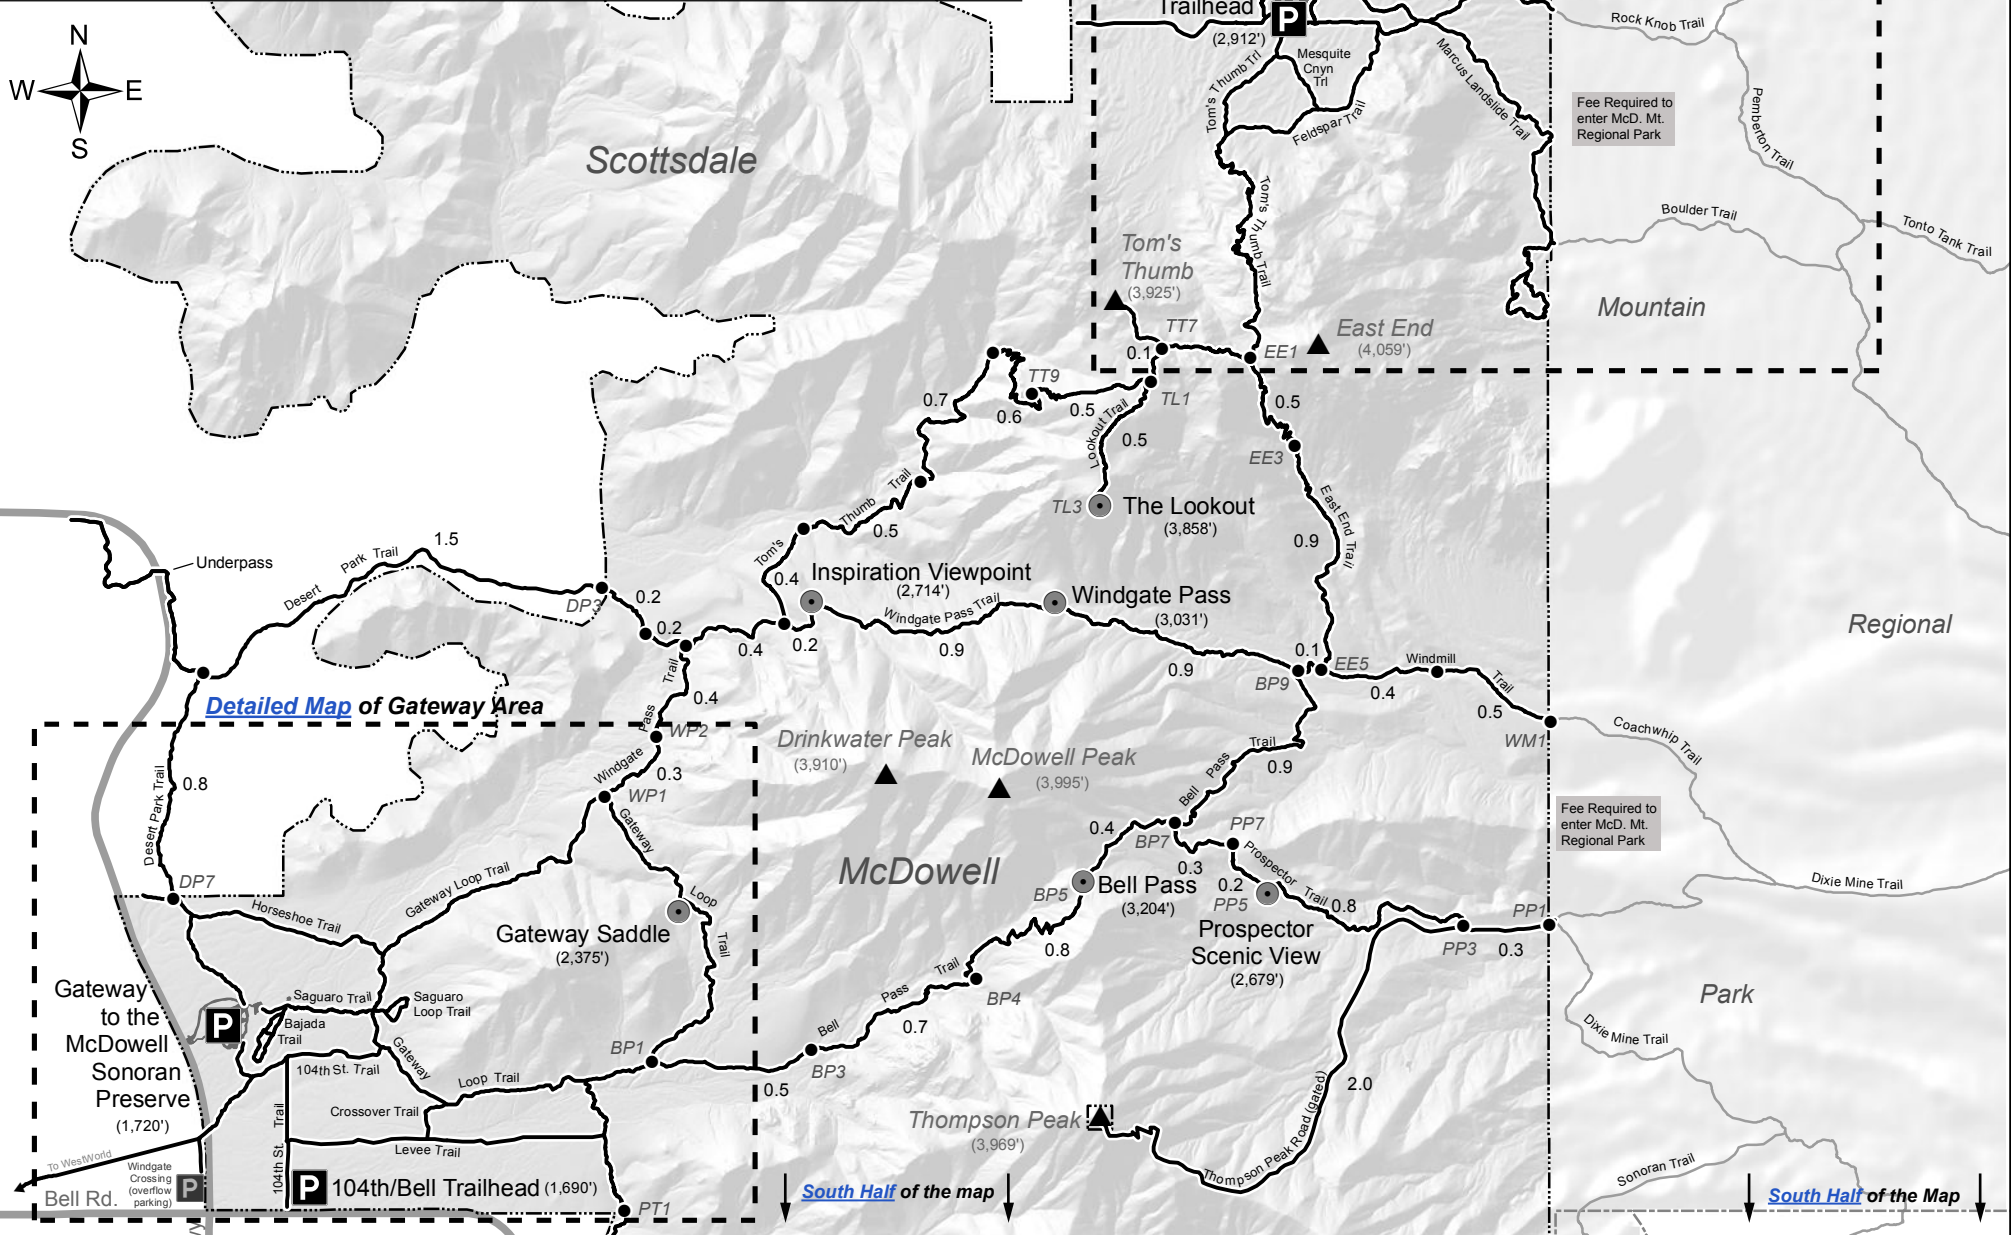 N
W
E
S
Scottsdale
Trailhead
P
(2,912')
Mesquite
Cnyn
Trl
Tom's Thumb Trl
Feldspar Trail
Marcus Landslide Trail
Rock Knob Trail
Fee Required to
enter McD. Mt.
Regional Park
Pemberton Trail
Boulder Trail
Tonto Tank Trail
Tom's Thumb Trail
Tom's
Thumb
(3,925')
TT7
0.1
EE1
East End
(4,059')
Mountain
TT9
TL1
0.7
0.6
0.5
0.5
EE3
Lookout Trail
0.5
TL3
The Lookout
(3,858')
East End Trail
0.9
Tom's
Thumb
Trail
0.5
0.4
Underpass
Desert
Park
Trail
1.5
DP3
0.2
0.2
0.4
0.2
Inspiration Viewpoint
(2,714')
Windgate Pass Trail
0.9
Windgate Pass
(3,031')
0.9
0.1
EE5
BP9
Windmill
Trail
0.4
0.5
WM1
Regional
Coachwhip Trail
Detailed Map of Gateway Area
Trail
Pass
Windgate
0.4
WP2
0.3
WP1
Drinkwater Peak
(3,910')
McDowell Peak
(3,995')
Bell
Pass
Trail
0.9
Desert Park Trail
0.8
DP7
Horseshoe Trail
Gateway Loop Trail
Gateway
Loop
Trail
Gateway Saddle
(2,375')
McDowell
0.4
BP7
PP7
0.3
0.2
PP5
BP5
Bell Pass
(3,204')
Prospector
Trail
0.8
Prospector
Scenic View
(2,679')
PP3
0.3
PP1
Fee Required to
enter McD. Mt.
Regional Park
Dixie Mine Trail
Park
Dixie Mine Trail
0.8
BP4
Bell
Pass
Trail
0.7
BP3
0.5
BP1
Gateway
to the
McDowell
Sonoran
Preserve
(1,720')
P
Saguaro Trail
Saguaro
Loop Trail
Bajada
Trail
104th St. Trail
Gateway
Loop Trail
Crossover Trail
104th St.
Trail
Levee Trail
To WestWorld
Bell Rd.
Windgate
Crossing
(overflow
parking)
P
P
104th/Bell Trailhead (1,690')
PT1
Thompson Peak
(3,969')
Thompson Peak Road (gated)
2.0
South Half of the map
Sonoran Trail
South Half of the Map